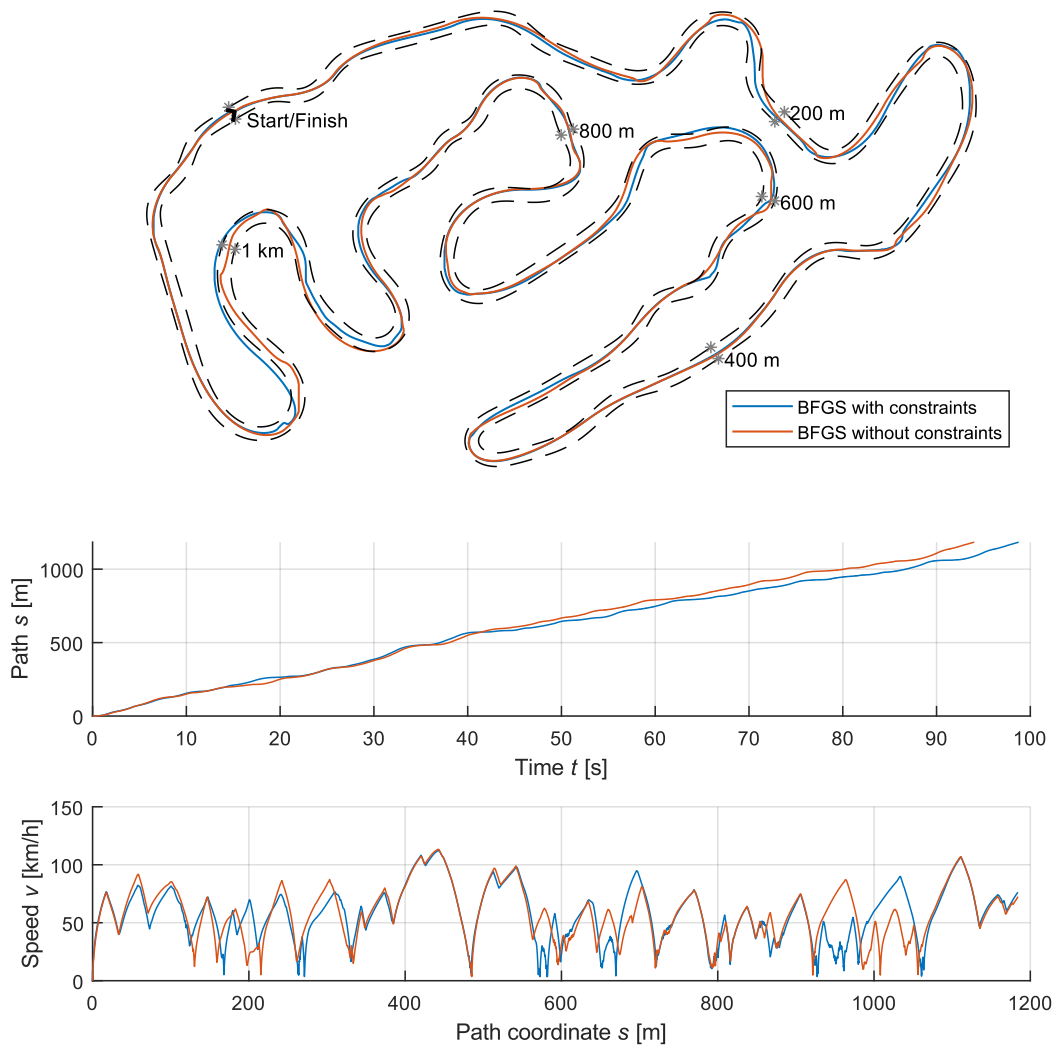 Start/Finish
200 m
800 m
600 m
1 km
400 m
BFGS with constraints
BFGS without constraints
Path s [m]
1000
500
0
0 10 20 30 40 50 60 70 80 90 100
Time t [s]
Speed v [km/h]
150
100
50
0
0 200 400 600 800 1000 1200
Path coordinate s [m]